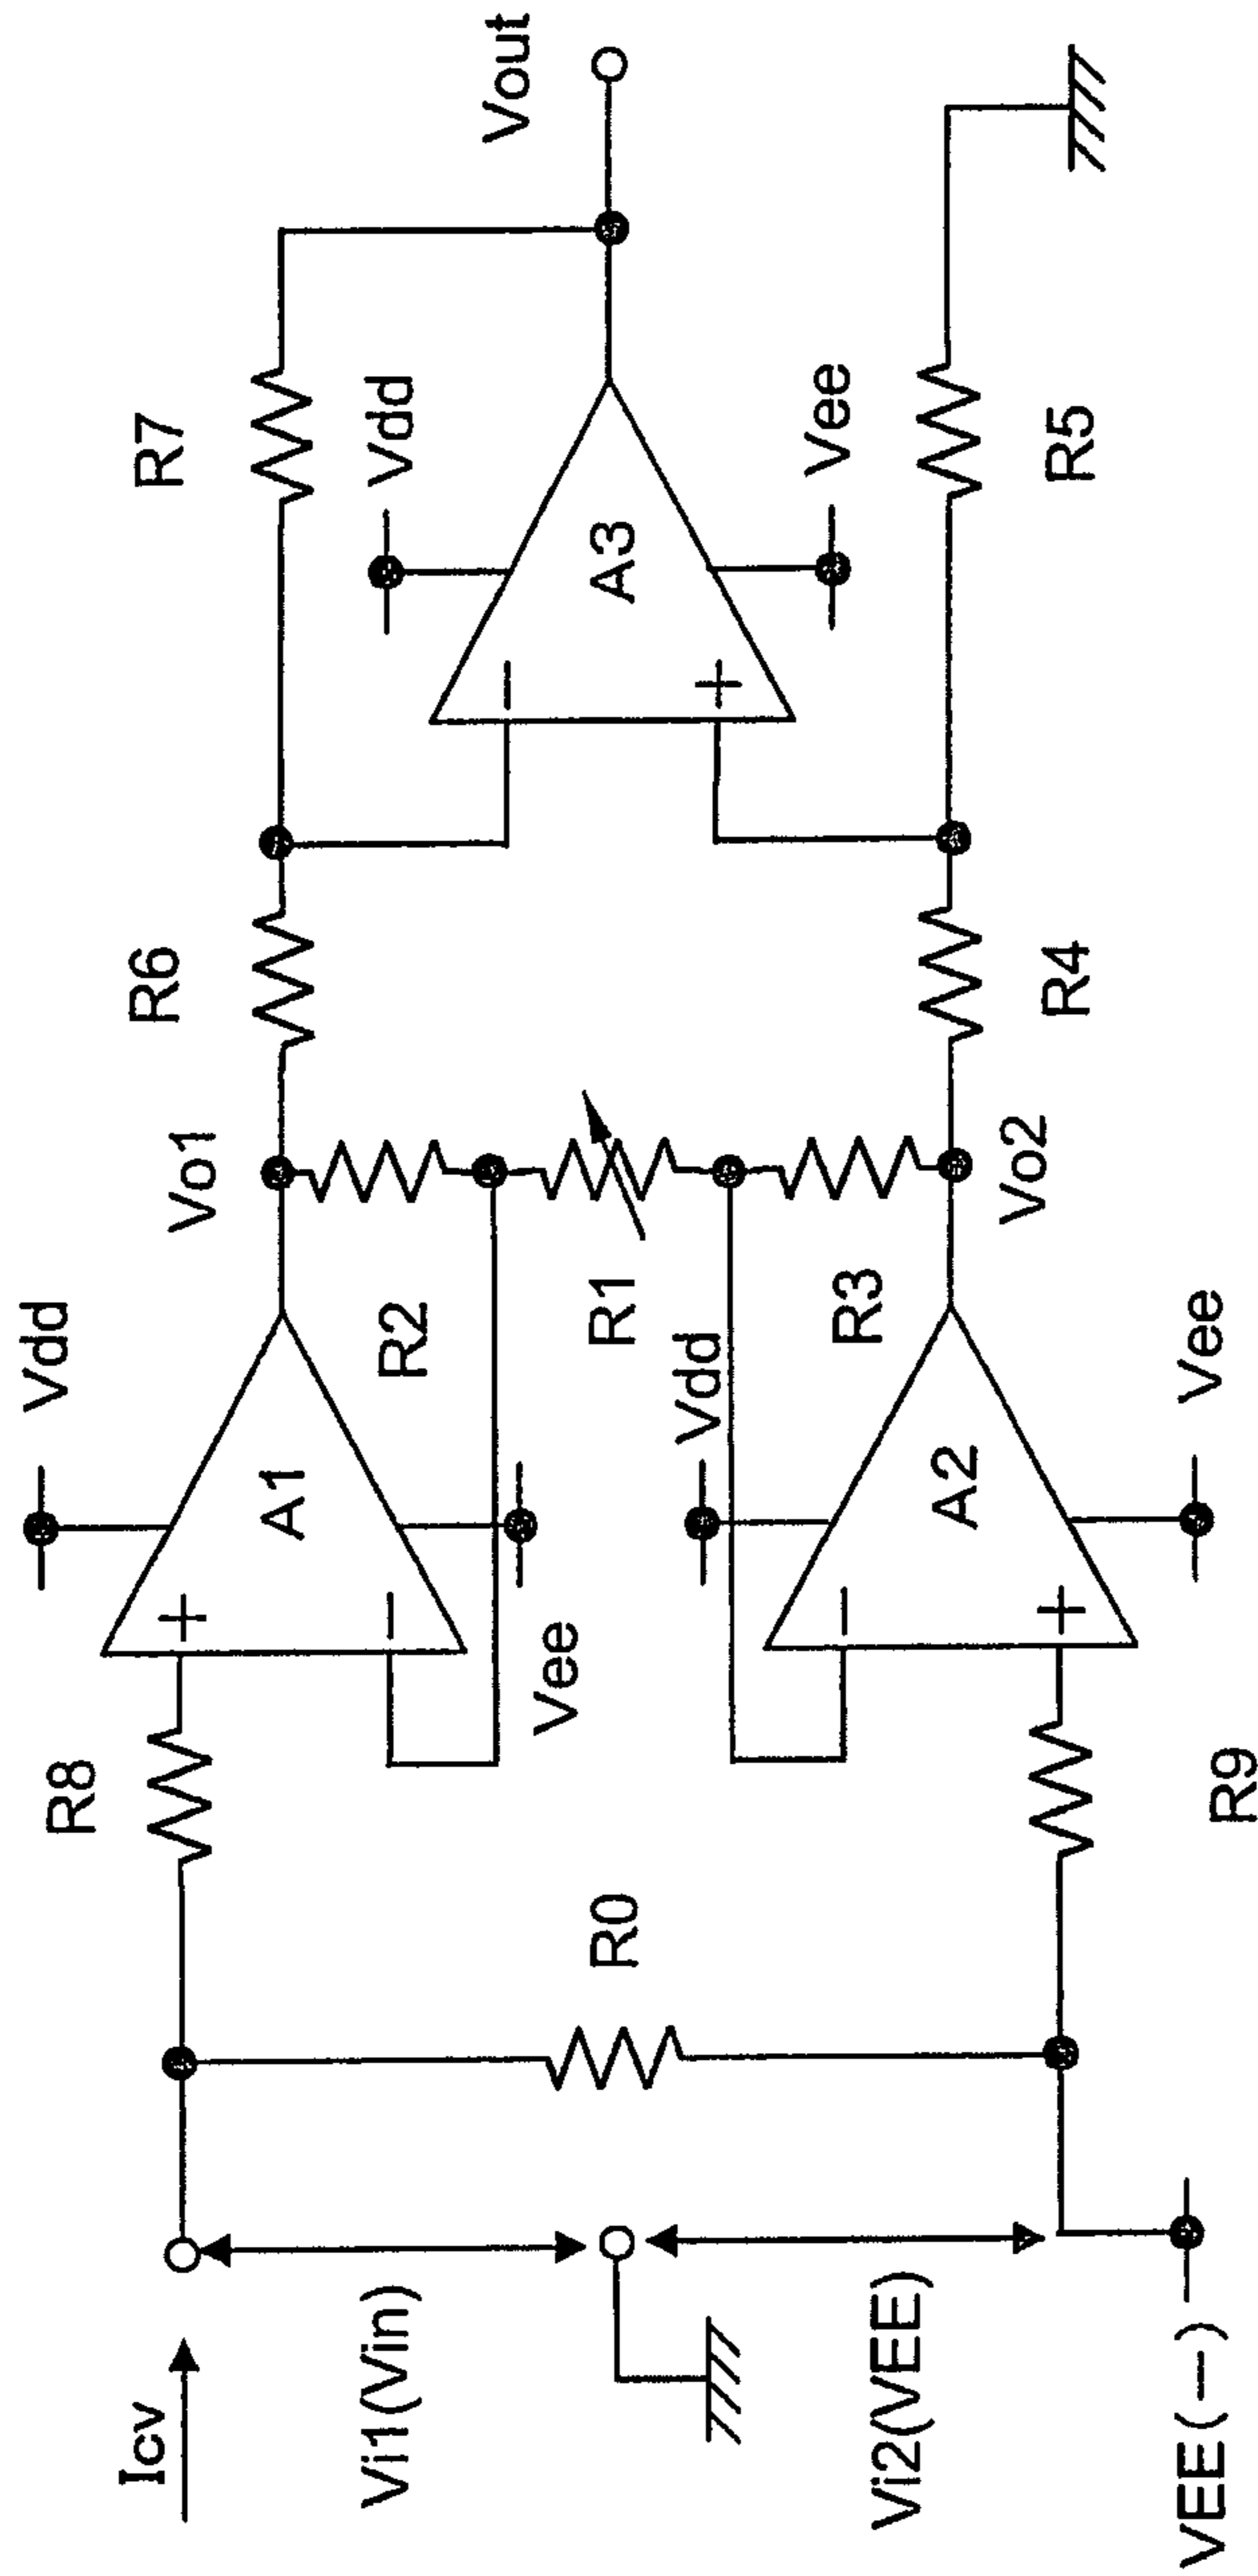 Icv
Vi1(Vin)
Vi2(VEE)
VEE(−)
R0
R8
R9
Vdd
+
A1
−
Vee
Vdd
−
A2
+
Vee
Vo1
R2
R1
R3
Vo2
R6
R4
R7
Vdd
−
A3
+
Vee
R5
Vout